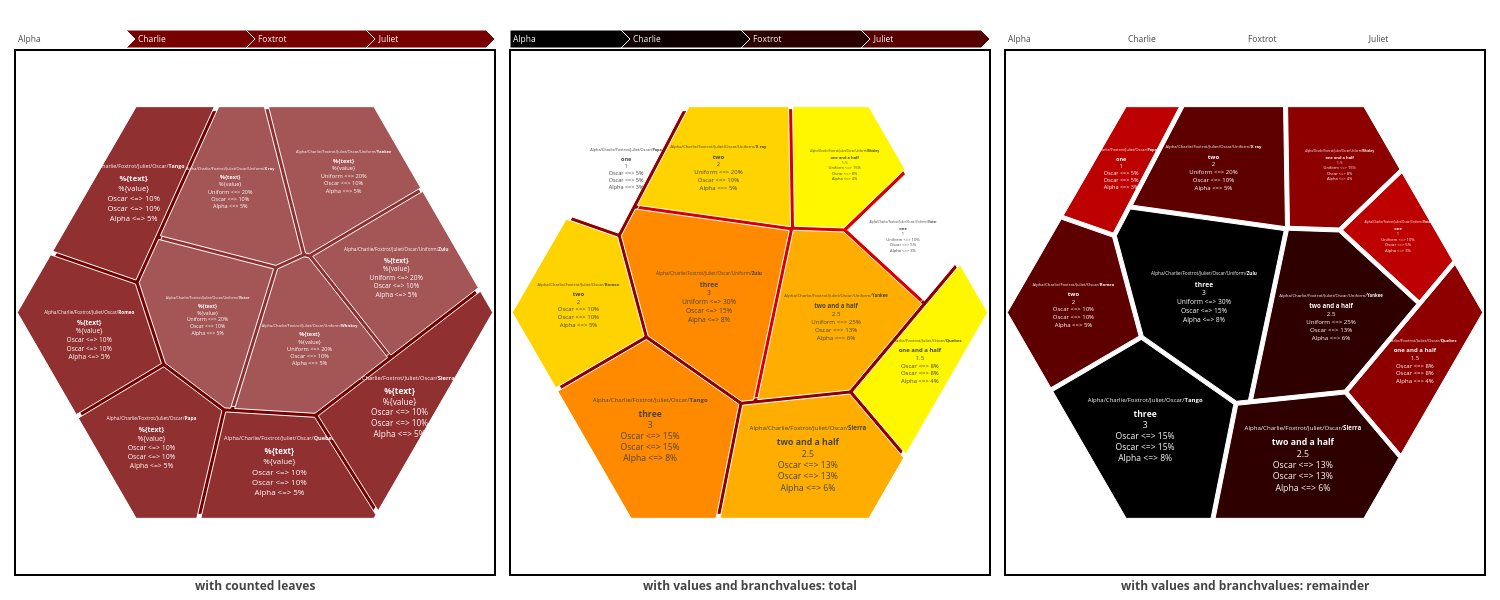 Alpha
Charlie
Foxtrot
Juliet
arlie/Foxtrot/Juliet/Oscar/Tango
%{text}
%{value}
Oscar <=> 10%
Oscar <=> 10%
Alpha <=> 5%
Charlie/Foxtrot/Juliet/Oscar/Uniform/X ray
%{text}
%{value}
Uniform <=> 20%
Oscar <=> 10%
Alpha <=> 5%
Alpha/Charlie/Foxtrot/Juliet/Oscar/Uniform/Yankee
%{text}
%{value}
Uniform <=> 20%
Oscar <=> 10%
Alpha <=> 5%
Alpha/Charlie/Foxtrot/Juliet/Oscar/Uniform/Zulu
%{text}
%{value}
Uniform <=> 20%
Oscar <=> 10%
Alpha <=> 5%
Alpha/Charlie/Foxtrot/Juliet/Oscar/Romeo
%{text}
%{value}
Oscar <=> 10%
Oscar <=> 10%
Alpha <=> 5%
Alpha/Charlie/Foxtrot/Juliet/Oscar/Uniform/Victor
%{text}
%{value}
Uniform <=> 20%
Oscar <=> 10%
Alpha <=> 5%
Alpha/Charlie/Foxtrot/Juliet/Oscar/Uniform/Whiskey
%{text}
%{value}
Uniform <=> 20%
Oscar <=> 10%
Alpha <=> 5%
Charlie/Foxtrot/Juliet/Oscar/Sierra
%{text}
%{value}
Oscar <=> 10%
Oscar <=> 10%
Alpha <=> 5%
Alpha/Charlie/Foxtrot/Juliet/Oscar/Papa
%{text}
%{value}
Oscar <=> 10%
Oscar <=> 10%
Alpha <=> 5%
Alpha/Charlie/Foxtrot/Juliet/Oscar/Quebec
%{text}
%{value}
Oscar <=> 10%
Oscar <=> 10%
Alpha <=> 5%
with counted leaves
Alpha
Charlie
Foxtrot
Juliet
Alpha/Charlie/Foxtrot/Juliet/Oscar/Papa
one
1
Oscar <=> 5%
Oscar <=> 5%
Alpha <=> 3%
Alpha/Charlie/Foxtrot/Juliet/Oscar/Uniform/X ray
two
2
Uniform <=> 20%
Oscar <=> 10%
Alpha <=> 5%
Alpha/Charlie/Foxtrot/Juliet/Oscar/Uniform/Whiskey
one and a half
1.5
Uniform <=> 15%
Oscar <=> 8%
Alpha <=> 4%
Alpha/Charlie/Foxtrot/Juliet/Oscar/Uniform/Victor
one
1
Uniform <=> 10%
Oscar <=> 5%
Alpha <=> 3%
Alpha/Charlie/Foxtrot/Juliet/Oscar/Romeo
two
2
Oscar <=> 10%
Oscar <=> 10%
Alpha <=> 5%
Alpha/Charlie/Foxtrot/Juliet/Oscar/Uniform/Zulu
three
3
Uniform <=> 30%
Oscar <=> 15%
Alpha <=> 8%
Alpha/Charlie/Foxtrot/Juliet/Oscar/Uniform/Yankee
two and a half
2.5
Uniform <=> 25%
Oscar <=> 13%
Alpha <=> 6%
arlie/Foxtrot/Juliet/Oscar/Quebec
one and a half
1.5
Oscar <=> 8%
Oscar <=> 8%
Alpha <=> 4%
Alpha/Charlie/Foxtrot/Juliet/Oscar/Tango
three
3
Oscar <=> 15%
Oscar <=> 15%
Alpha <=> 8%
Alpha/Charlie/Foxtrot/Juliet/Oscar/Sierra
two and a half
2.5
Oscar <=> 13%
Oscar <=> 13%
Alpha <=> 6%
with values and branchvalues: total
Alpha
Charlie
Foxtrot
Juliet
Charlie/Foxtrot/Juliet/Oscar/Papa
one
1
Oscar <=> 5%
Oscar <=> 5%
Alpha <=> 3%
Alpha/Charlie/Foxtrot/Juliet/Oscar/Uniform/X ray
two
2
Uniform <=> 20%
Oscar <=> 10%
Alpha <=> 5%
Alpha/Charlie/Foxtrot/Juliet/Oscar/Uniform/Whiskey
one and a half
1.5
Uniform <=> 15%
Oscar <=> 8%
Alpha <=> 4%
Alpha/Charlie/Foxtrot/Juliet/Oscar/Uniform/Victor
one
1
Uniform <=> 10%
Oscar <=> 5%
Alpha <=> 3%
Alpha/Charlie/Foxtrot/Juliet/Oscar/Romeo
two
2
Oscar <=> 10%
Oscar <=> 10%
Alpha <=> 5%
Alpha/Charlie/Foxtrot/Juliet/Oscar/Uniform/Zulu
three
3
Uniform <=> 30%
Oscar <=> 15%
Alpha <=> 8%
Alpha/Charlie/Foxtrot/Juliet/Oscar/Uniform/Yankee
two and a half
2.5
Uniform <=> 25%
Oscar <=> 13%
Alpha <=> 6%
arlie/Foxtrot/Juliet/Oscar/Quebec
one and a half
1.5
Oscar <=> 8%
Oscar <=> 8%
Alpha <=> 4%
Alpha/Charlie/Foxtrot/Juliet/Oscar/Tango
three
3
Oscar <=> 15%
Oscar <=> 15%
Alpha <=> 8%
Alpha/Charlie/Foxtrot/Juliet/Oscar/Sierra
two and a half
2.5
Oscar <=> 13%
Oscar <=> 13%
Alpha <=> 6%
with values and branchvalues: remainder